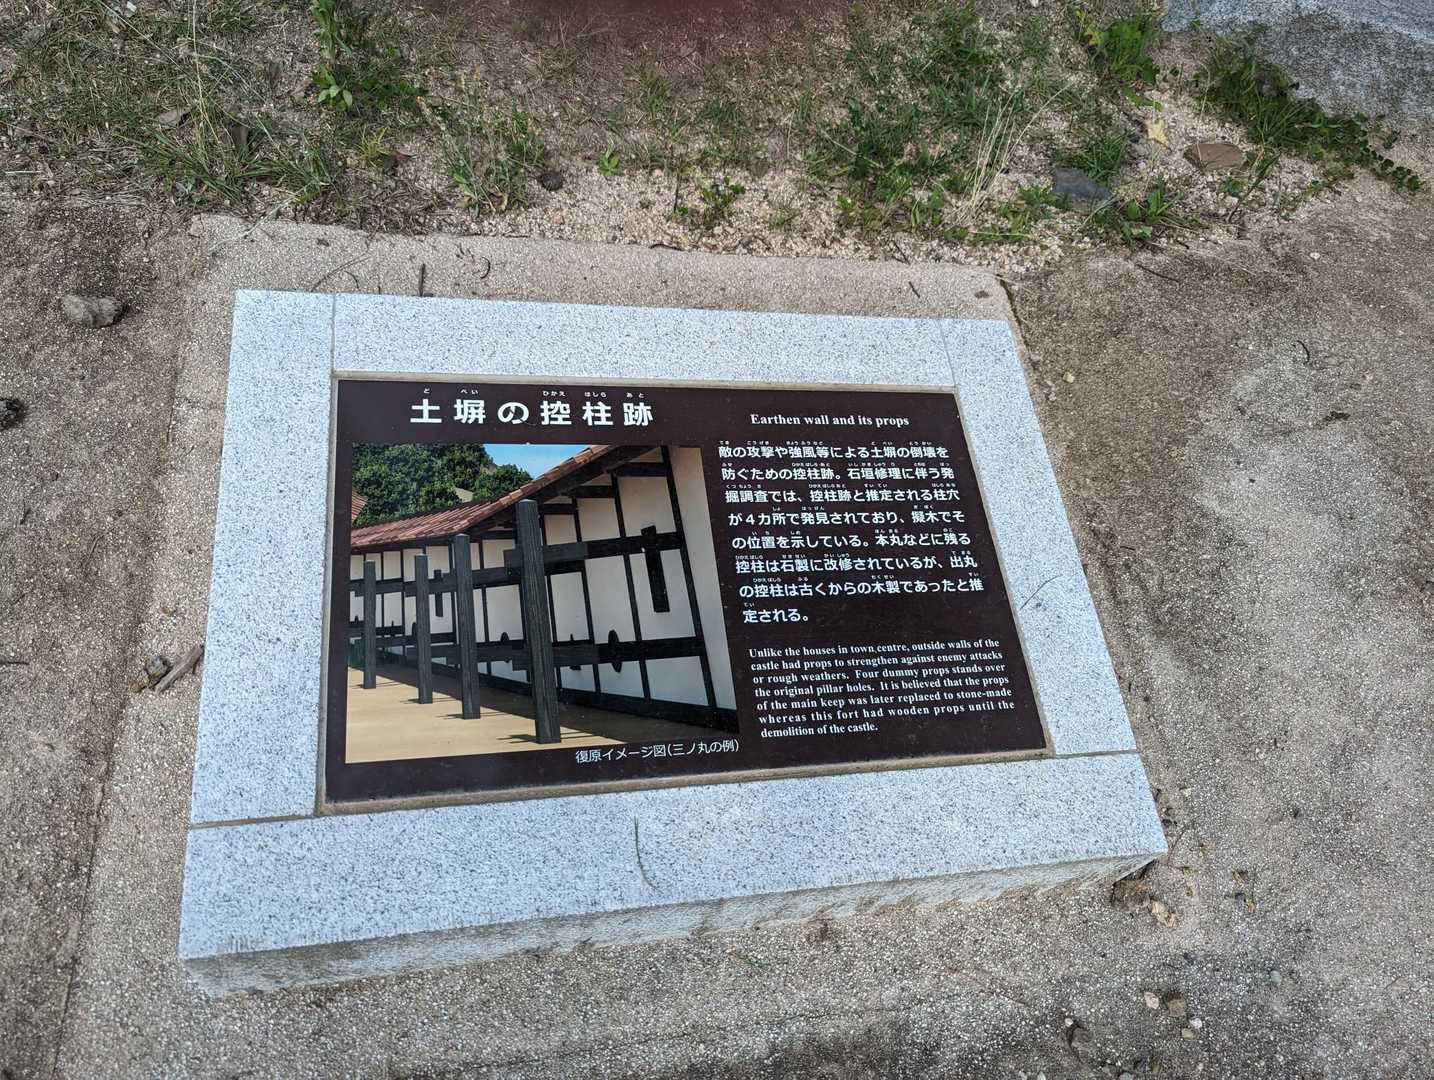 土塀の控柱跡
Earthen wall and its props
敵の攻撃や強風等による土塀の倒壊を
防ぐための控柱跡。石垣修理に伴う発
掘調査では、控柱跡と推定される柱穴
が4カ所で発見されており、擬木でそ
の位置を示している。本丸などに残る
控柱は石製に改修されているが、出丸
の控柱は古くからの木製であったと推
定される。
Unlike the houses in town centre, outside walls of the
castle had props to strengthen against enemy attacks
or rough weathers. Four dummy props stands over
the original pillar holes. It is believed that the props
of the main keep was later replaced to stone-made
whereas this fort had wooden props until the
demolition of the castle.
復原イメージ図(三ノ丸の例)